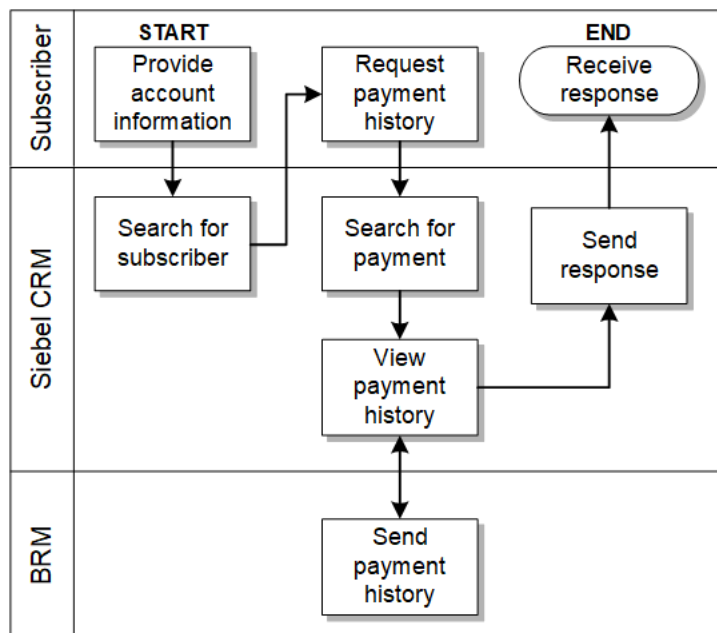 Subscriber
START
Provide
account
information
Request
payment
history
END
Receive
response
Siebel CRM
Search for
subscriber
Search for
payment
Send
response
View
payment
history
BRM
Send
payment
history